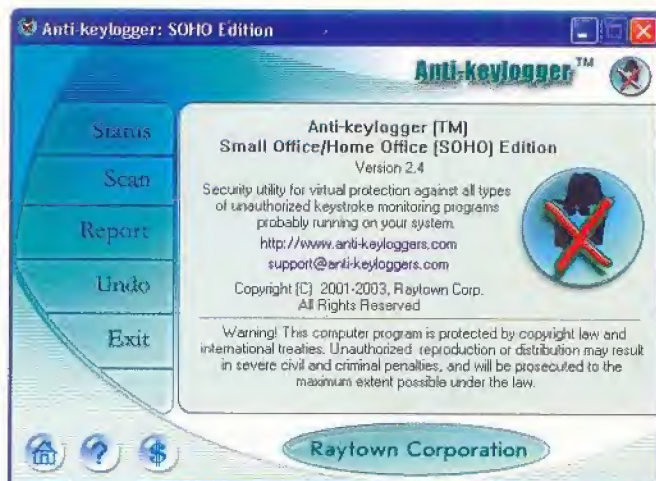 Anti-keylogger: SOHO Edition
Anti-keylogger™
Status
Scan
Report
Undo
Exit
Anti-keylogger (TM)
Small Office/Home Office (SOHO) Edition
Version 2.4
Security utility for virtual protection against all types
of unauthorized keystroke monitoring programs
probably running on your system.
http://www.anti-keyloggers.com
support@anti-keyloggers.com
Copyright (C) 2001-2003, Raytown Corp.
All Rights Reserved
Warning! This computer program is protected by copyright law and
international treaties. Unauthorized reproduction or distribution may result
in severe civil and criminal penalties, and will be prosecuted to the
maximum extent possible under the law.
? $
Raytown Corporation